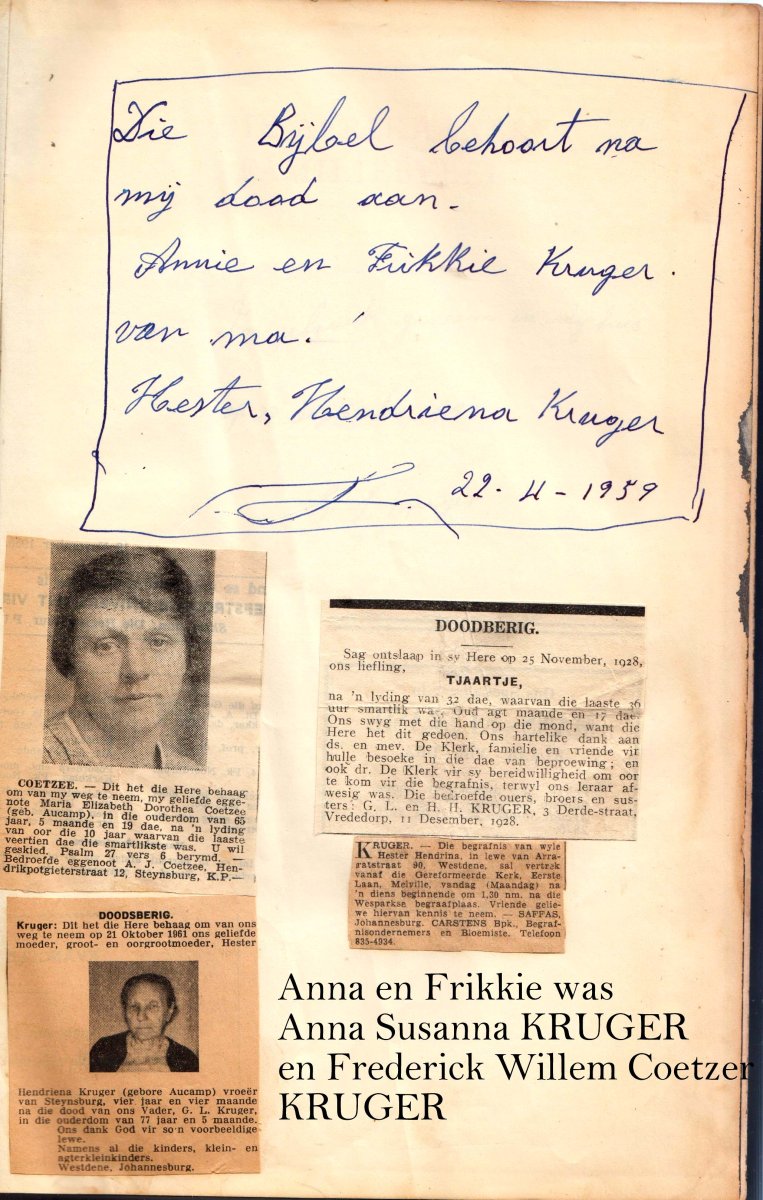 Die Bijbel behoort na
mij dood aan.
Annie en Frikkie Kruger.
van ma.
Hester, Hendriena Kruger
22-4-1959
COETZEE. — Dit het die Here behaag
om van my weg te neem, my geliefde egge-
note Maria Elizabeth Dorothea Coetzee
(geb. Aucamp), in die ouderdom van 65
jaar, 5 maande en 19 dae, na 'n lyding
van oor die 10 jaar waarvan die laaste
veertien dae die smartlikste was. U wil
geskied, Psalm 27 vers 6 berymd. —
Bedroefde eggenoot A. J. Coetzee, Hen-
drikpotgieterstraat 12, Steynsburg, K.P.—
DOODBERIG.
Sag ontslaap in sy Here op 25 November, 1928,
ons liefling,
TJAARTJE,
na 'n lyding van 32 dae, waarvan die laaste 36
uur smartlik was. Oud agt maande en 17 dae.
Ons swyg met die hand op die mond, want die
Here het dit gedoen. Ons hartelike dank aan
ds. en mev. De Klerk, famielie en vriende vir
hulle besoeke in die dae van beproewing; en
ook dr. De Klerk vir sy bereidwilligheid om oor
te kom vir die begrafnis, terwyl ons leraar af-
wesig was. Die bedroefde ouers, broers en sus-
ters: G. L. en H. H. KRUGER, 3 Derde-straat,
Vrededorp, 11 Desember, 1928.
KRUGER. — Die begrafnis van wyle
Hester Hendrina, in lewe van Arra-
ratstraat 90, Westdene, sal vertrek
vanaf die Gereformeerde Kerk, Eerste
Laan, Melville, vandag (Maandag) na
'n diens beginnende om 1.30 nm. na die
Wesparkse begraafplaas. Vriende gelie-
we hiervan kennis te neem. — SAFFAS,
Johannesburg. CARSTENS Bpk., Begraf-
nisondernemers en Bloemiste. Telefoon
835-4934.
DOODSBERIG.
Kruger: Dit het die Here behaag om van ons
weg te neem op 21 Oktober 1961 ons geliefde
moeder, groot- en oorgrootmoeder, Hester
Hendriena Kruger (gebore Aucamp) vroeër
van Steynsburg, vier jaar en vier maande
na die dood van ons Vader, G. L. Kruger,
in die ouderdom van 77 jaar en 5 maande.
Ons dank God vir so'n voorbeeldige
lewe.
Namens al die kinders, klein- en
agterkleinkinders.
Westdene, Johannesburg.
Anna en Frikkie was
Anna Susanna KRUGER
en Frederick Willem Coetzer
KRUGER